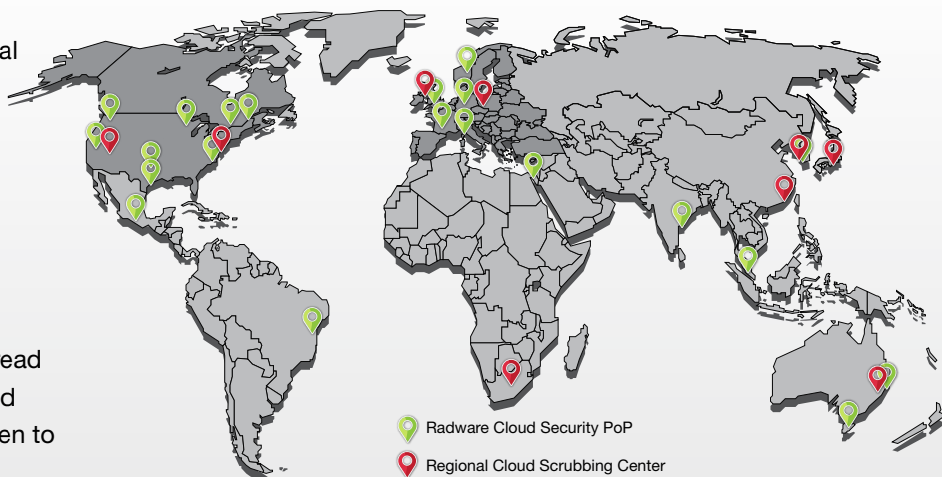 al
ead
d
en to
Radware Cloud Security PoP
Regional Cloud Scrubbing Center